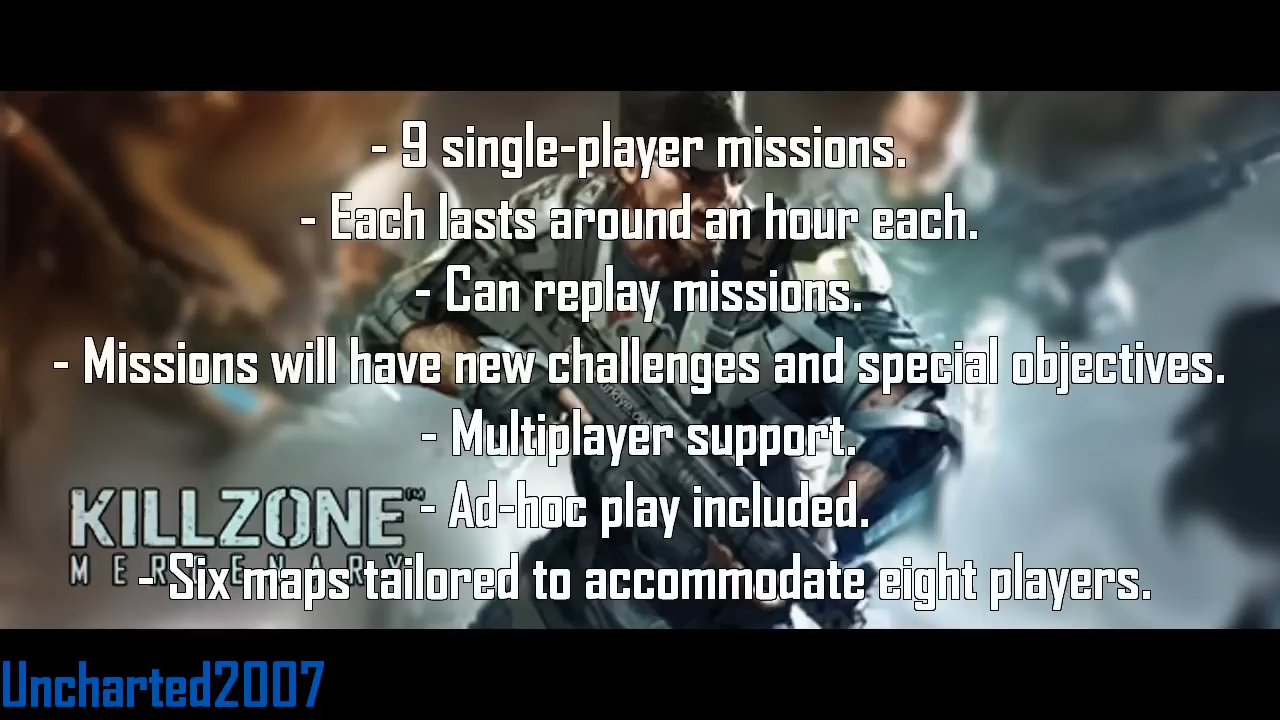 - 9 single-player missions.
- Each lasts around an hour each.
- Can replay missions.
- Missions will have new challenges and special objectives.
- Multiplayer support.
KILLZONE™
- Ad-hoc play included.
MERCENARY
- Six maps tailored to accommodate eight players.
Uncharted2007